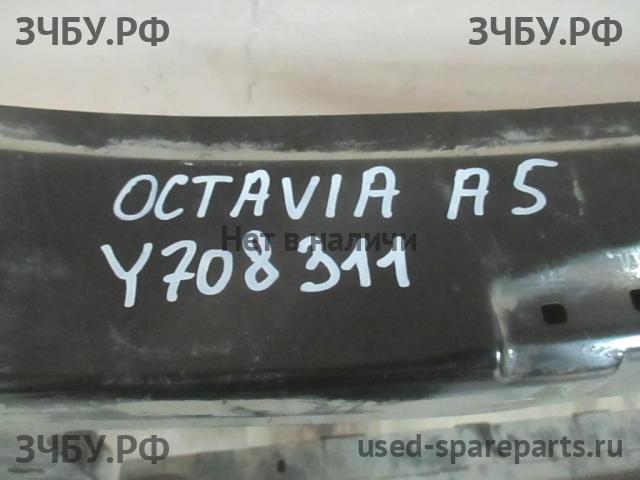 ЗЧБУ.РФ ЗЧБУ.РФ
OCTAVIA A5
Нет в наличи
Y708311
ЗЧБУ.РФ used-spareparts.ru